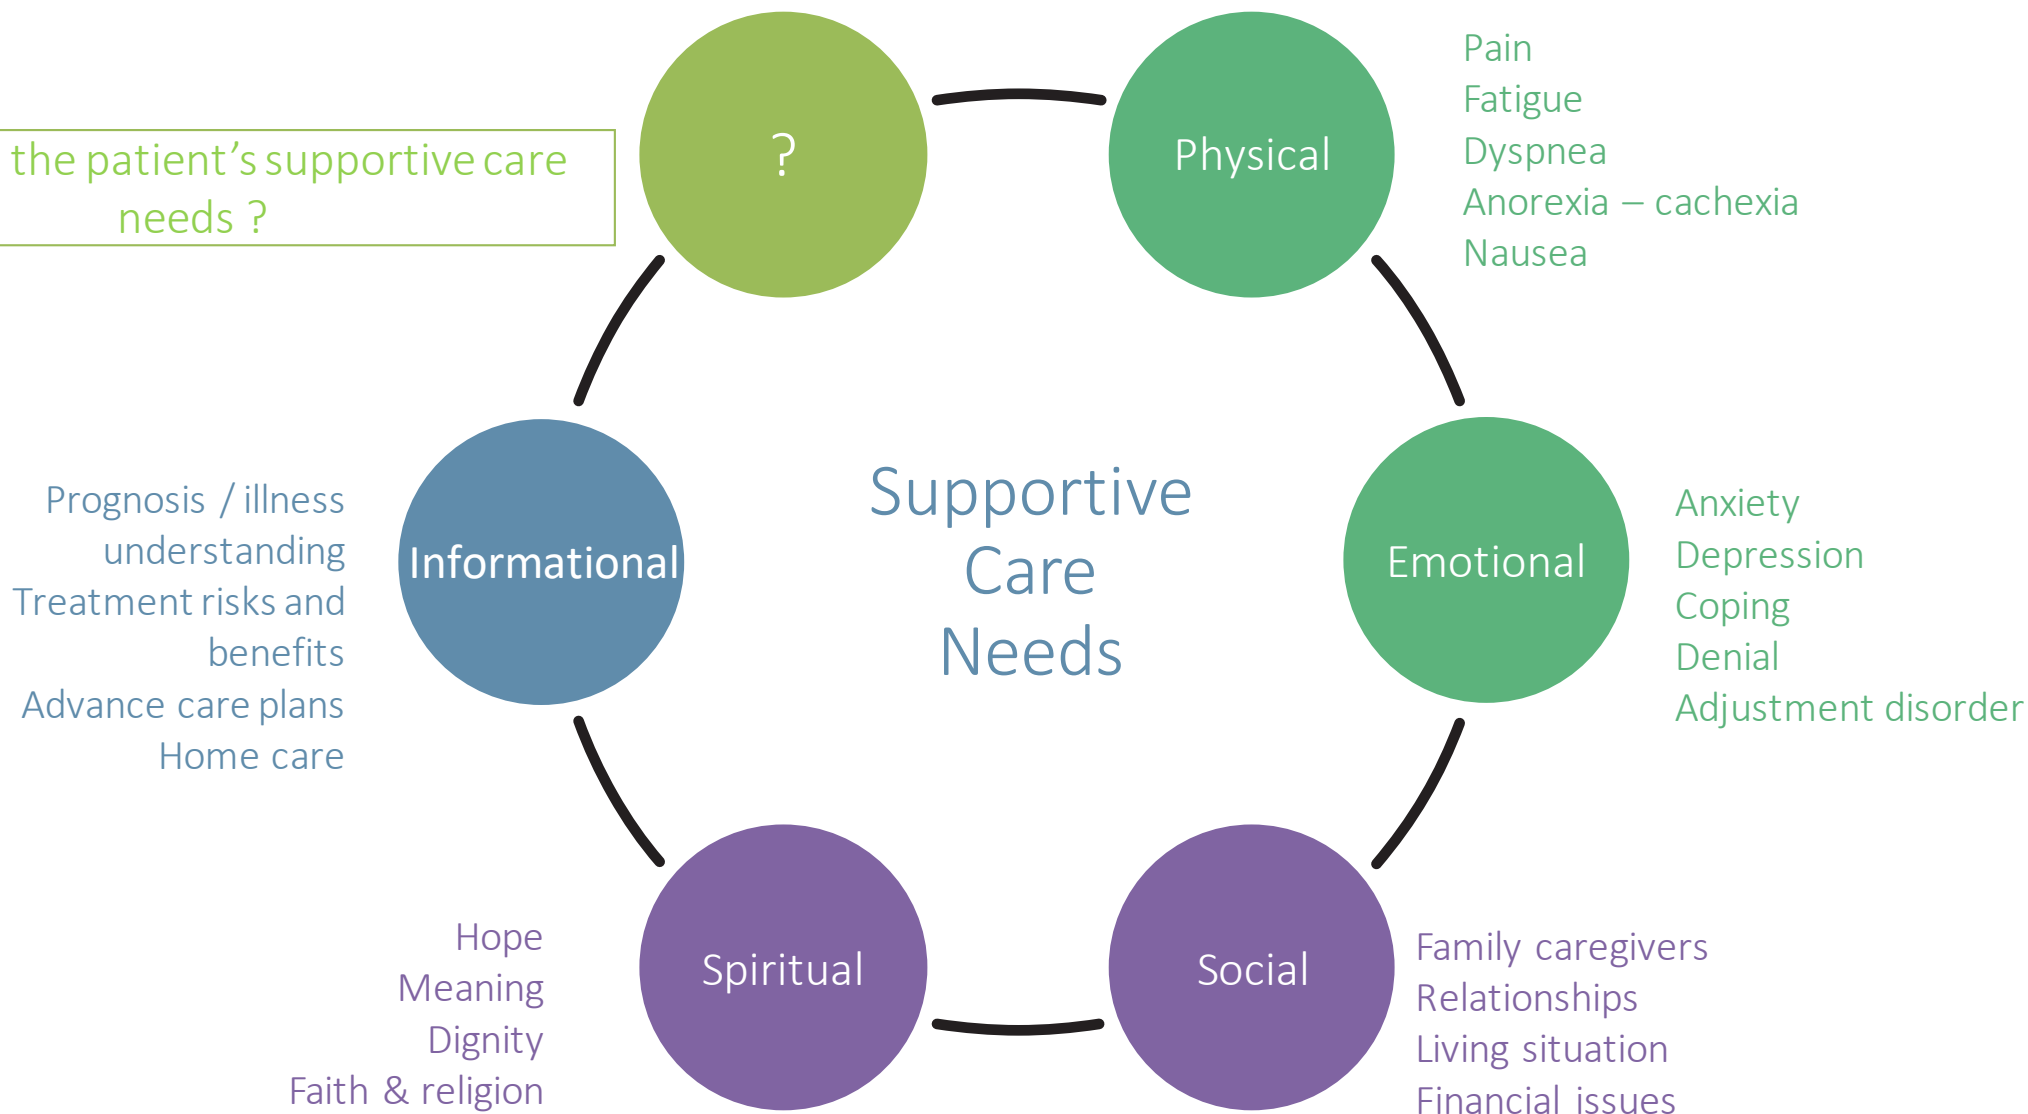 ?
the patient's supportive care
needs ?
Physical
Pain
Fatigue
Dyspnea
Anorexia – cachexia
Nausea
Emotional
Anxiety
Depression
Coping
Denial
Adjustment disorder
Supportive
Care
Needs
Informational
Prognosis / illness
understanding
Treatment risks and
benefits
Advance care plans
Home care
Spiritual
Hope
Meaning
Dignity
Faith & religion
Social
Family caregivers
Relationships
Living situation
Financial issues